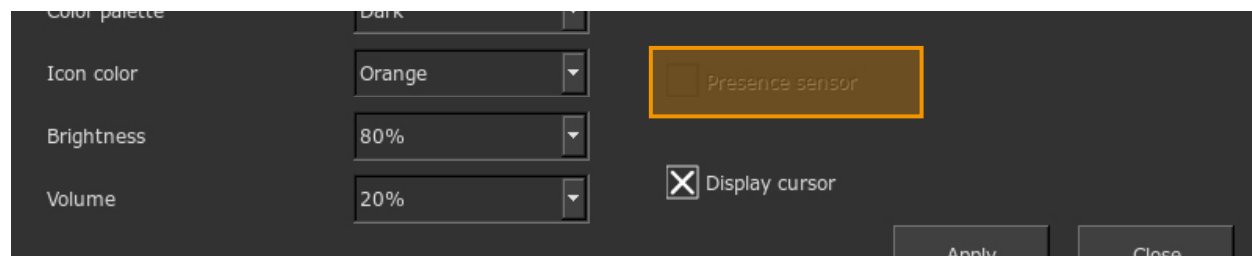 Color palette
Dark
Icon color
Orange
Presence sensor
Brightness
80%
Display cursor
Volume
20%
Apply
Close